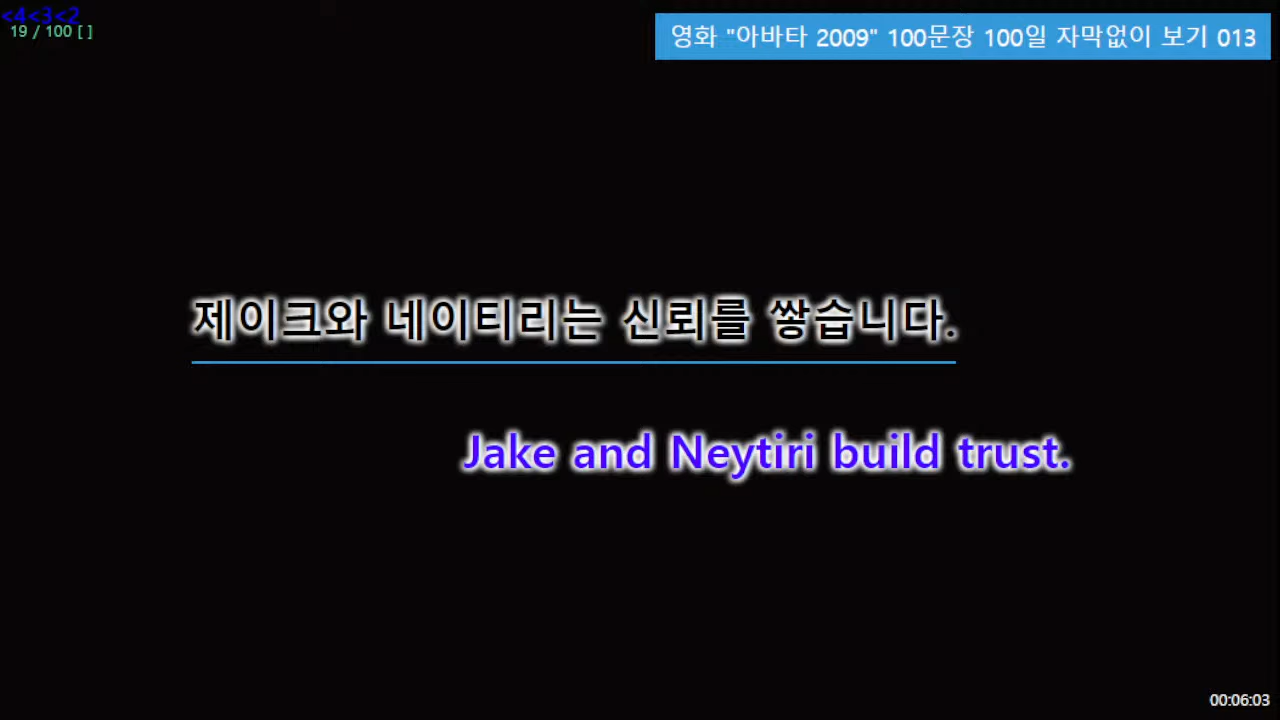 <4<3<2
19 / 100 [ ]
영화 "아바타 2009" 100문장 100일 자막없이 보기 013
제이크와 네이티리는 신뢰를 쌓습니다.
Jake and Neytiri build trust.
00:06:03